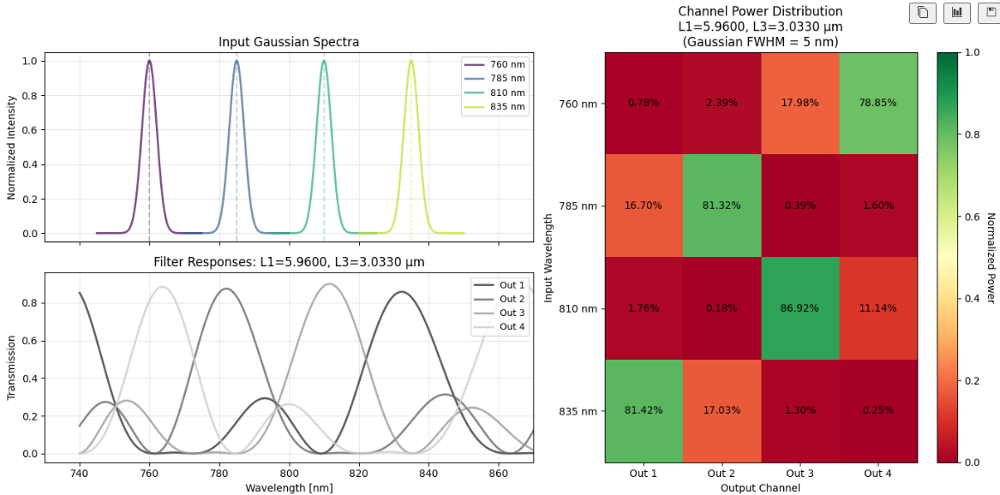 Input Gaussian Spectra
Normalized Intensity
1.0
0.8
0.6
0.4
0.2
0.0
760 nm
785 nm
810 nm
835 nm
Filter Responses: L1=5.9600, L3=3.0330 μm
Transmission
0.8
0.6
0.4
0.2
0.0
Out 1
Out 2
Out 3
Out 4
740
760
780
800
820
840
860
Wavelength [nm]
Channel Power Distribution
L1=5.9600, L3=3.0330 μm
(Gaussian FWHM = 5 nm)
Input Wavelength
760 nm
0.78% 2.39% 17.98% 78.85%
785 nm
16.70% 81.32% 0.39% 1.60%
810 nm
1.76% 0.18% 86.92% 11.14%
835 nm
81.42% 17.03% 1.30% 0.25%
Out 1 Out 2 Out 3 Out 4
Output Channel
1.0
0.8
0.6
0.4
0.2
0.0
Normalized Power